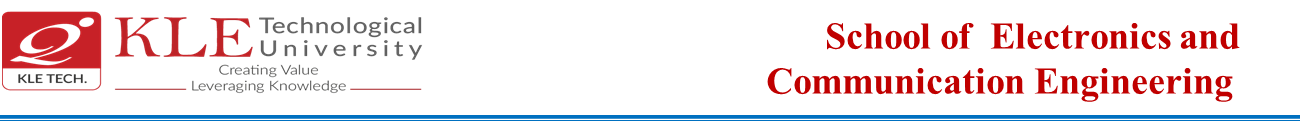 KLE TECH.
KLE Technological
University
Creating Value
Leveraging Knowledge
School of Electronics and
Communication Engineering